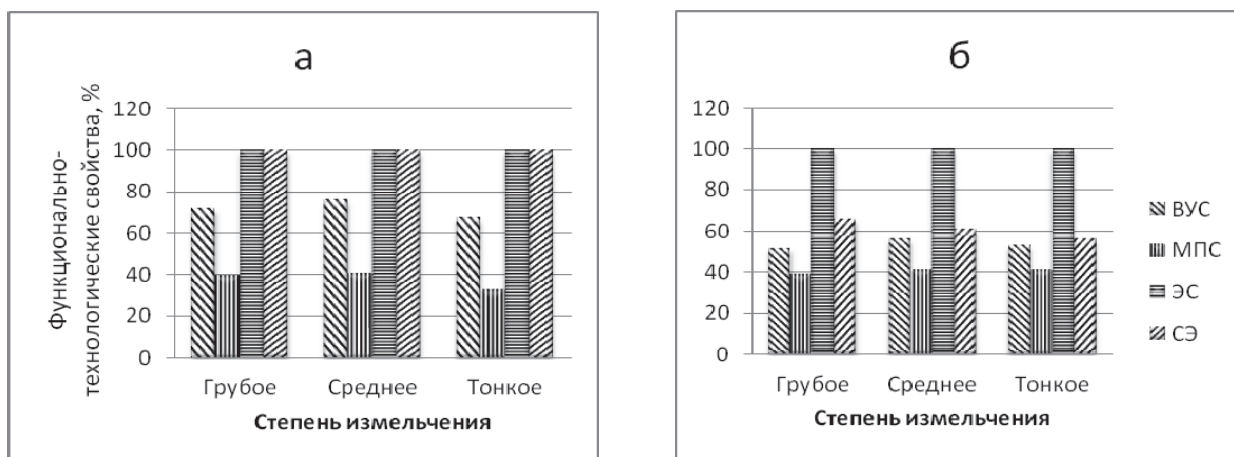 а
Функционально-
технологические свойства, %
120
100
80
60
40
20
0
Грубое Среднее Тонкое
Степень измельчения
б
120
100
80
60
40
20
0
Грубое Среднее Тонкое
Степень измельчения
ВУС
МПС
ЭС
СЭ